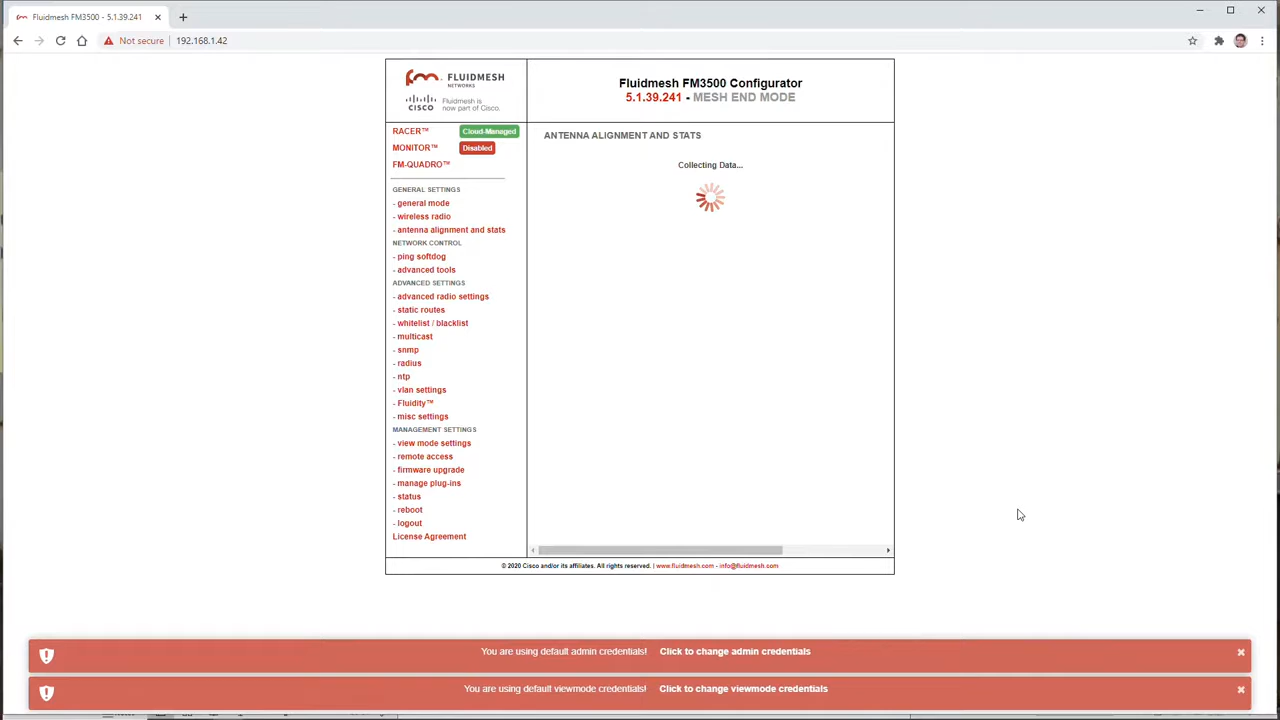 Fluidmesh FM3500 - 5.1.39.241
Not secure
192.168.1.42
FLUIDMESH
NETWORKS
CISCO
Fluidmesh is
now part of Cisco.
Fluidmesh FM3500 Configurator
5.1.39.241 - MESH END MODE
RACER™ Cloud-Managed
MONITOR™ Disabled
FM-QUADRO™
GENERAL SETTINGS
- general mode
- wireless radio
- antenna alignment and stats
NETWORK CONTROL
- ping softdog
- advanced tools
ADVANCED SETTINGS
- advanced radio settings
- static routes
- whitelist / blacklist
- multicast
- snmp
- radius
- ntp
- vlan settings
- Fluidity™
- misc settings
MANAGEMENT SETTINGS
- view mode settings
- remote access
- firmware upgrade
- manage plug-ins
- status
- reboot
- logout
License Agreement
ANTENNA ALIGNMENT AND STATS
Collecting Data...
© 2020 Cisco and/or its affiliates. All rights reserved. | www.fluidmesh.com - info@fluidmesh.com
You are using default admin credentials! Click to change admin credentials
You are using default viewmode credentials! Click to change viewmode credentials